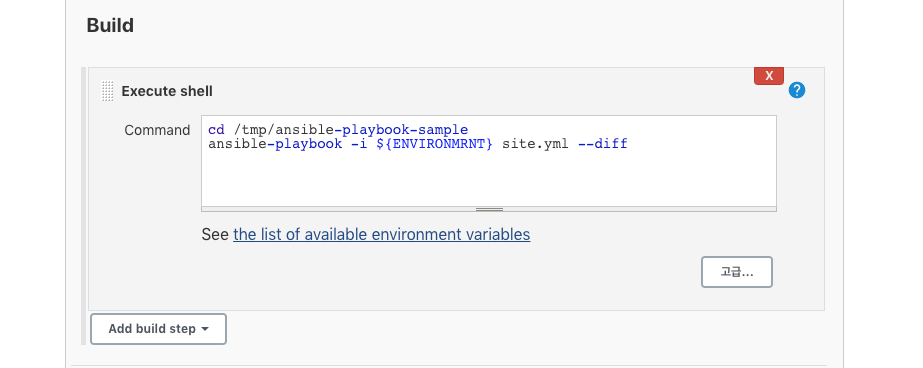 Build
X
Execute shell
?
Command
cd /tmp/ansible-playbook-sample
ansible-playbook -i ${ENVIRONMRNT} site.yml --diff
See the list of available environment variables
고급...
Add build step